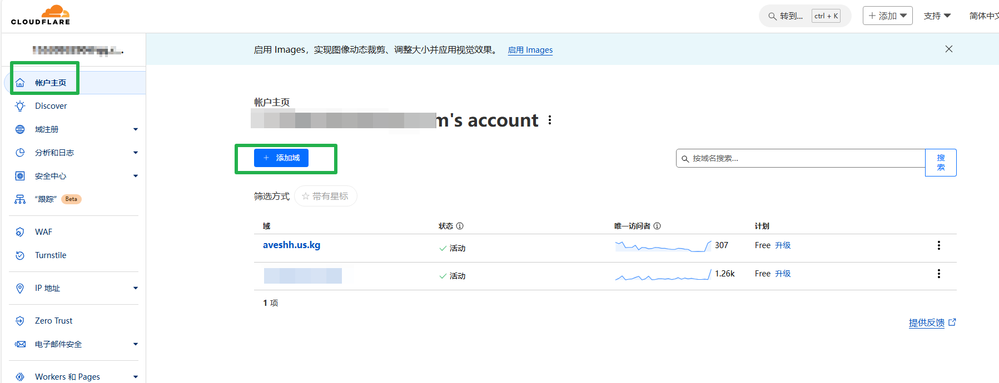 CLOUDFLARE
转到... ctrl + K
添加
支持
简体中文
启用 Images，实现图像动态裁剪、调整大小并应用视觉效果。 启用 Images
帐户主页
Discover
域注册
分析和日志
安全中心
“跟踪” Beta
WAF
Turnstile
IP 地址
Zero Trust
电子邮件安全
Workers 和 Pages
帐户主页
m's account
添加域
按域名搜索...
搜
索
筛选方式 带有星标
域 状态 唯一访问者 计划
aveshh.us.kg 活动 307 Free 升级
活动 1.26k Free 升级
1 项
提供反馈